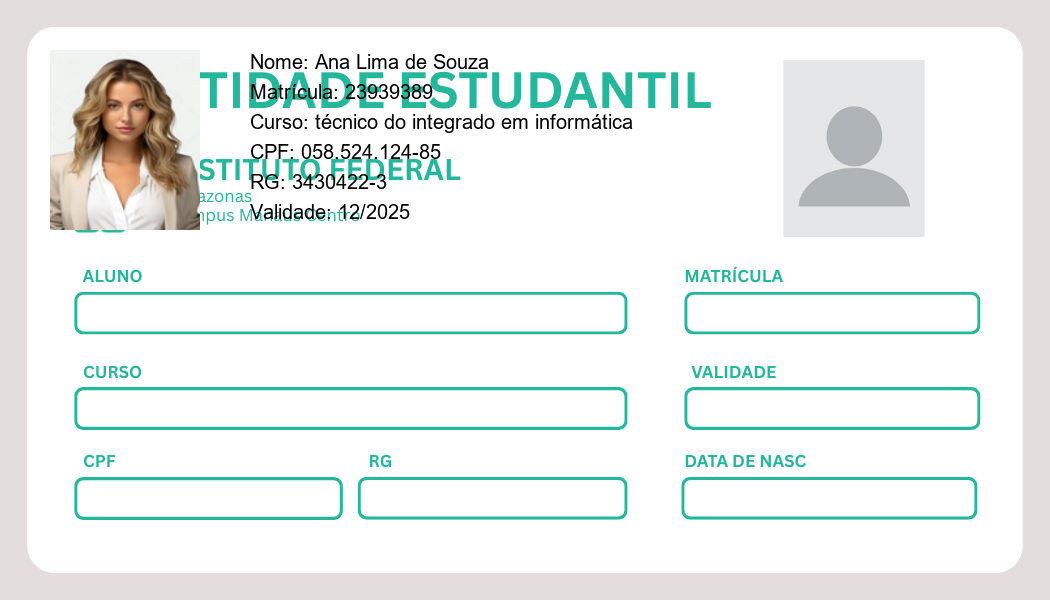 Nome: Ana Lima de Souza
TIDADE ESTUDANTIL
Matrícula: 23939389
Curso: técnico do integrado em informática
CPF: 058.524.124-85
STITUTO FEDERAL
RG: 3430422-3
azonas
Validade: 12/2025
mpus Manaus Centro
ALUNO
MATRÍCULA
CURSO
VALIDADE
CPF
RG
DATA DE NASC